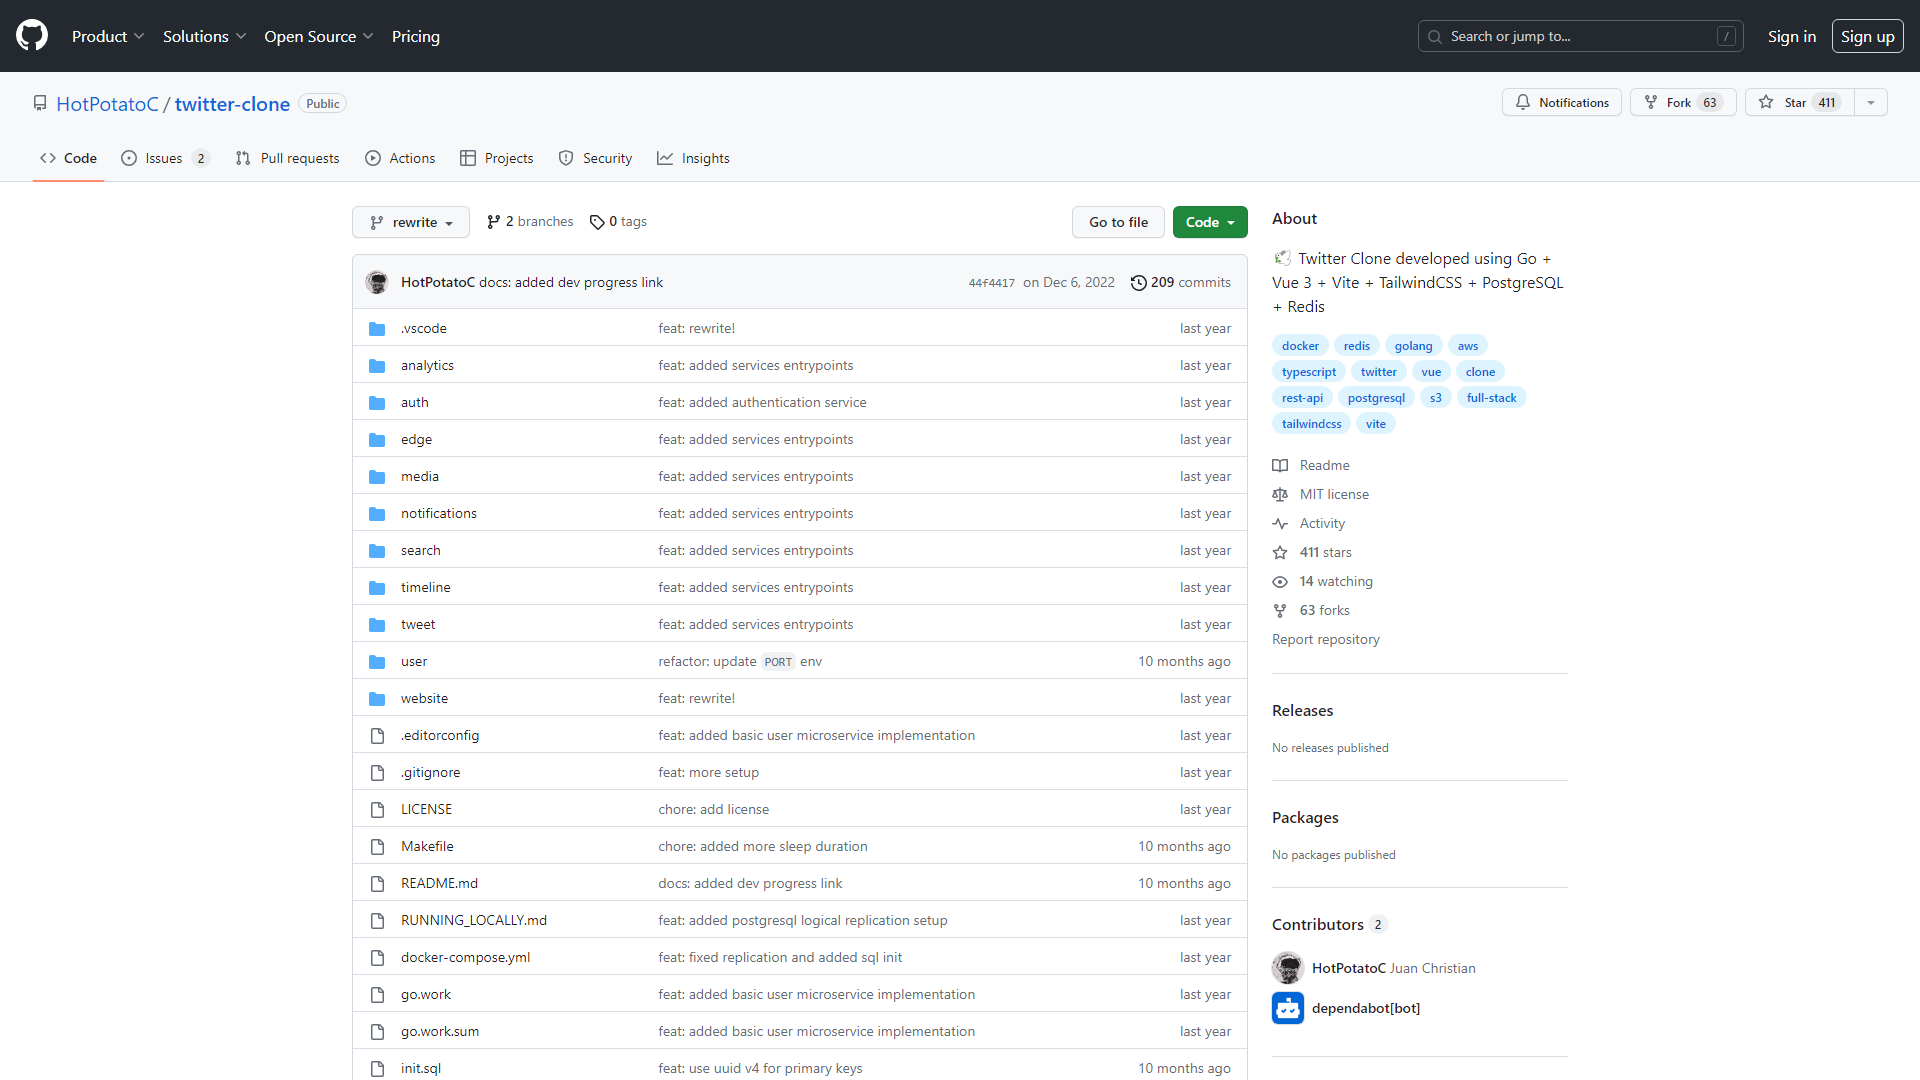 Product Solutions Open Source Pricing Search or jump to... / Sign in Sign up
HotPotatoC / twitter-clone Public Notifications Fork 63 Star 411
Code Issues 2 Pull requests Actions Projects Security Insights
rewrite 2 branches 0 tags Go to file Code
HotPotatoC docs: added dev progress link 44f4417 on Dec 6, 2022 209 commits
.vscode feat: rewrite! last year
analytics feat: added services entrypoints last year
auth feat: added authentication service last year
edge feat: added services entrypoints last year
media feat: added services entrypoints last year
notifications feat: added services entrypoints last year
search feat: added services entrypoints last year
timeline feat: added services entrypoints last year
tweet feat: added services entrypoints last year
user refactor: update PORT env 10 months ago
website feat: rewrite! last year
.editorconfig feat: added basic user microservice implementation last year
.gitignore feat: more setup last year
LICENSE chore: add license last year
Makefile chore: added more sleep duration 10 months ago
README.md docs: added dev progress link 10 months ago
RUNNING_LOCALLY.md feat: added postgresql logical replication setup last year
docker-compose.yml feat: fixed replication and added sql init last year
go.work feat: added basic user microservice implementation last year
go.work.sum feat: added basic user microservice implementation last year
init.sql feat: use uuid v4 for primary keys 10 months ago
About
Twitter Clone developed using Go +
Vue 3 + Vite + TailwindCSS + PostgreSQL
+ Redis
docker redis golang aws
typescript twitter vue clone
rest-api postgresql s3 full-stack
tailwindcss vite
Readme
MIT license
Activity
411 stars
14 watching
63 forks
Report repository
Releases
No releases published
Packages
No packages published
Contributors 2
HotPotatoC Juan Christian
dependabot[bot]